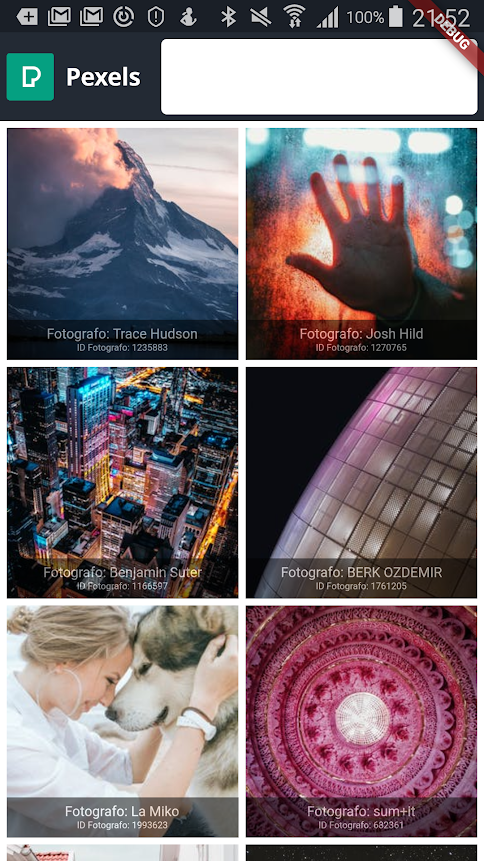 100% 21:52
DEBUG
Pexels
Fotografo: Trace Hudson
ID Fotografo: 1235883
Fotografo: Josh Hild
ID Fotografo: 1270765
Fotografo: Benjamin Suter
ID Fotografo: 1166597
Fotografo: BERK OZDEMIR
ID Fotografo: 1761205
Fotografo: La Miko
ID Fotografo: 1993623
Fotografo: sum+it
ID Fotografo: 632361